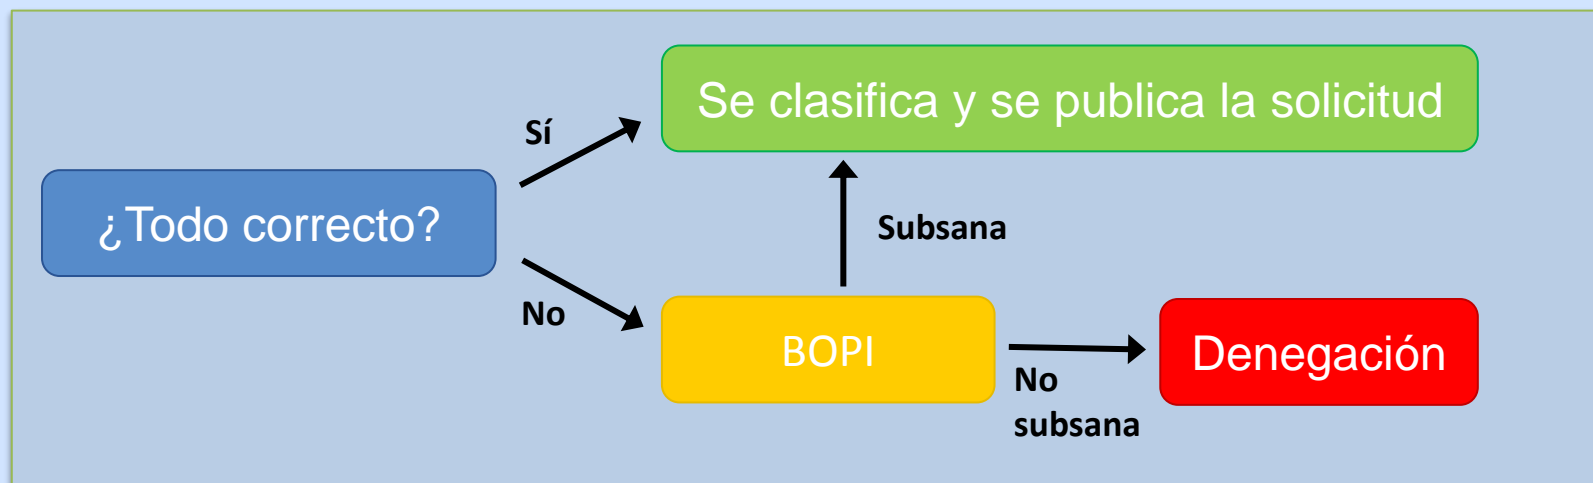 Se clasifica y se publica la solicitud
Sí
¿Todo correcto?
Subsana
No
BOPI
Denegación
No
subsana